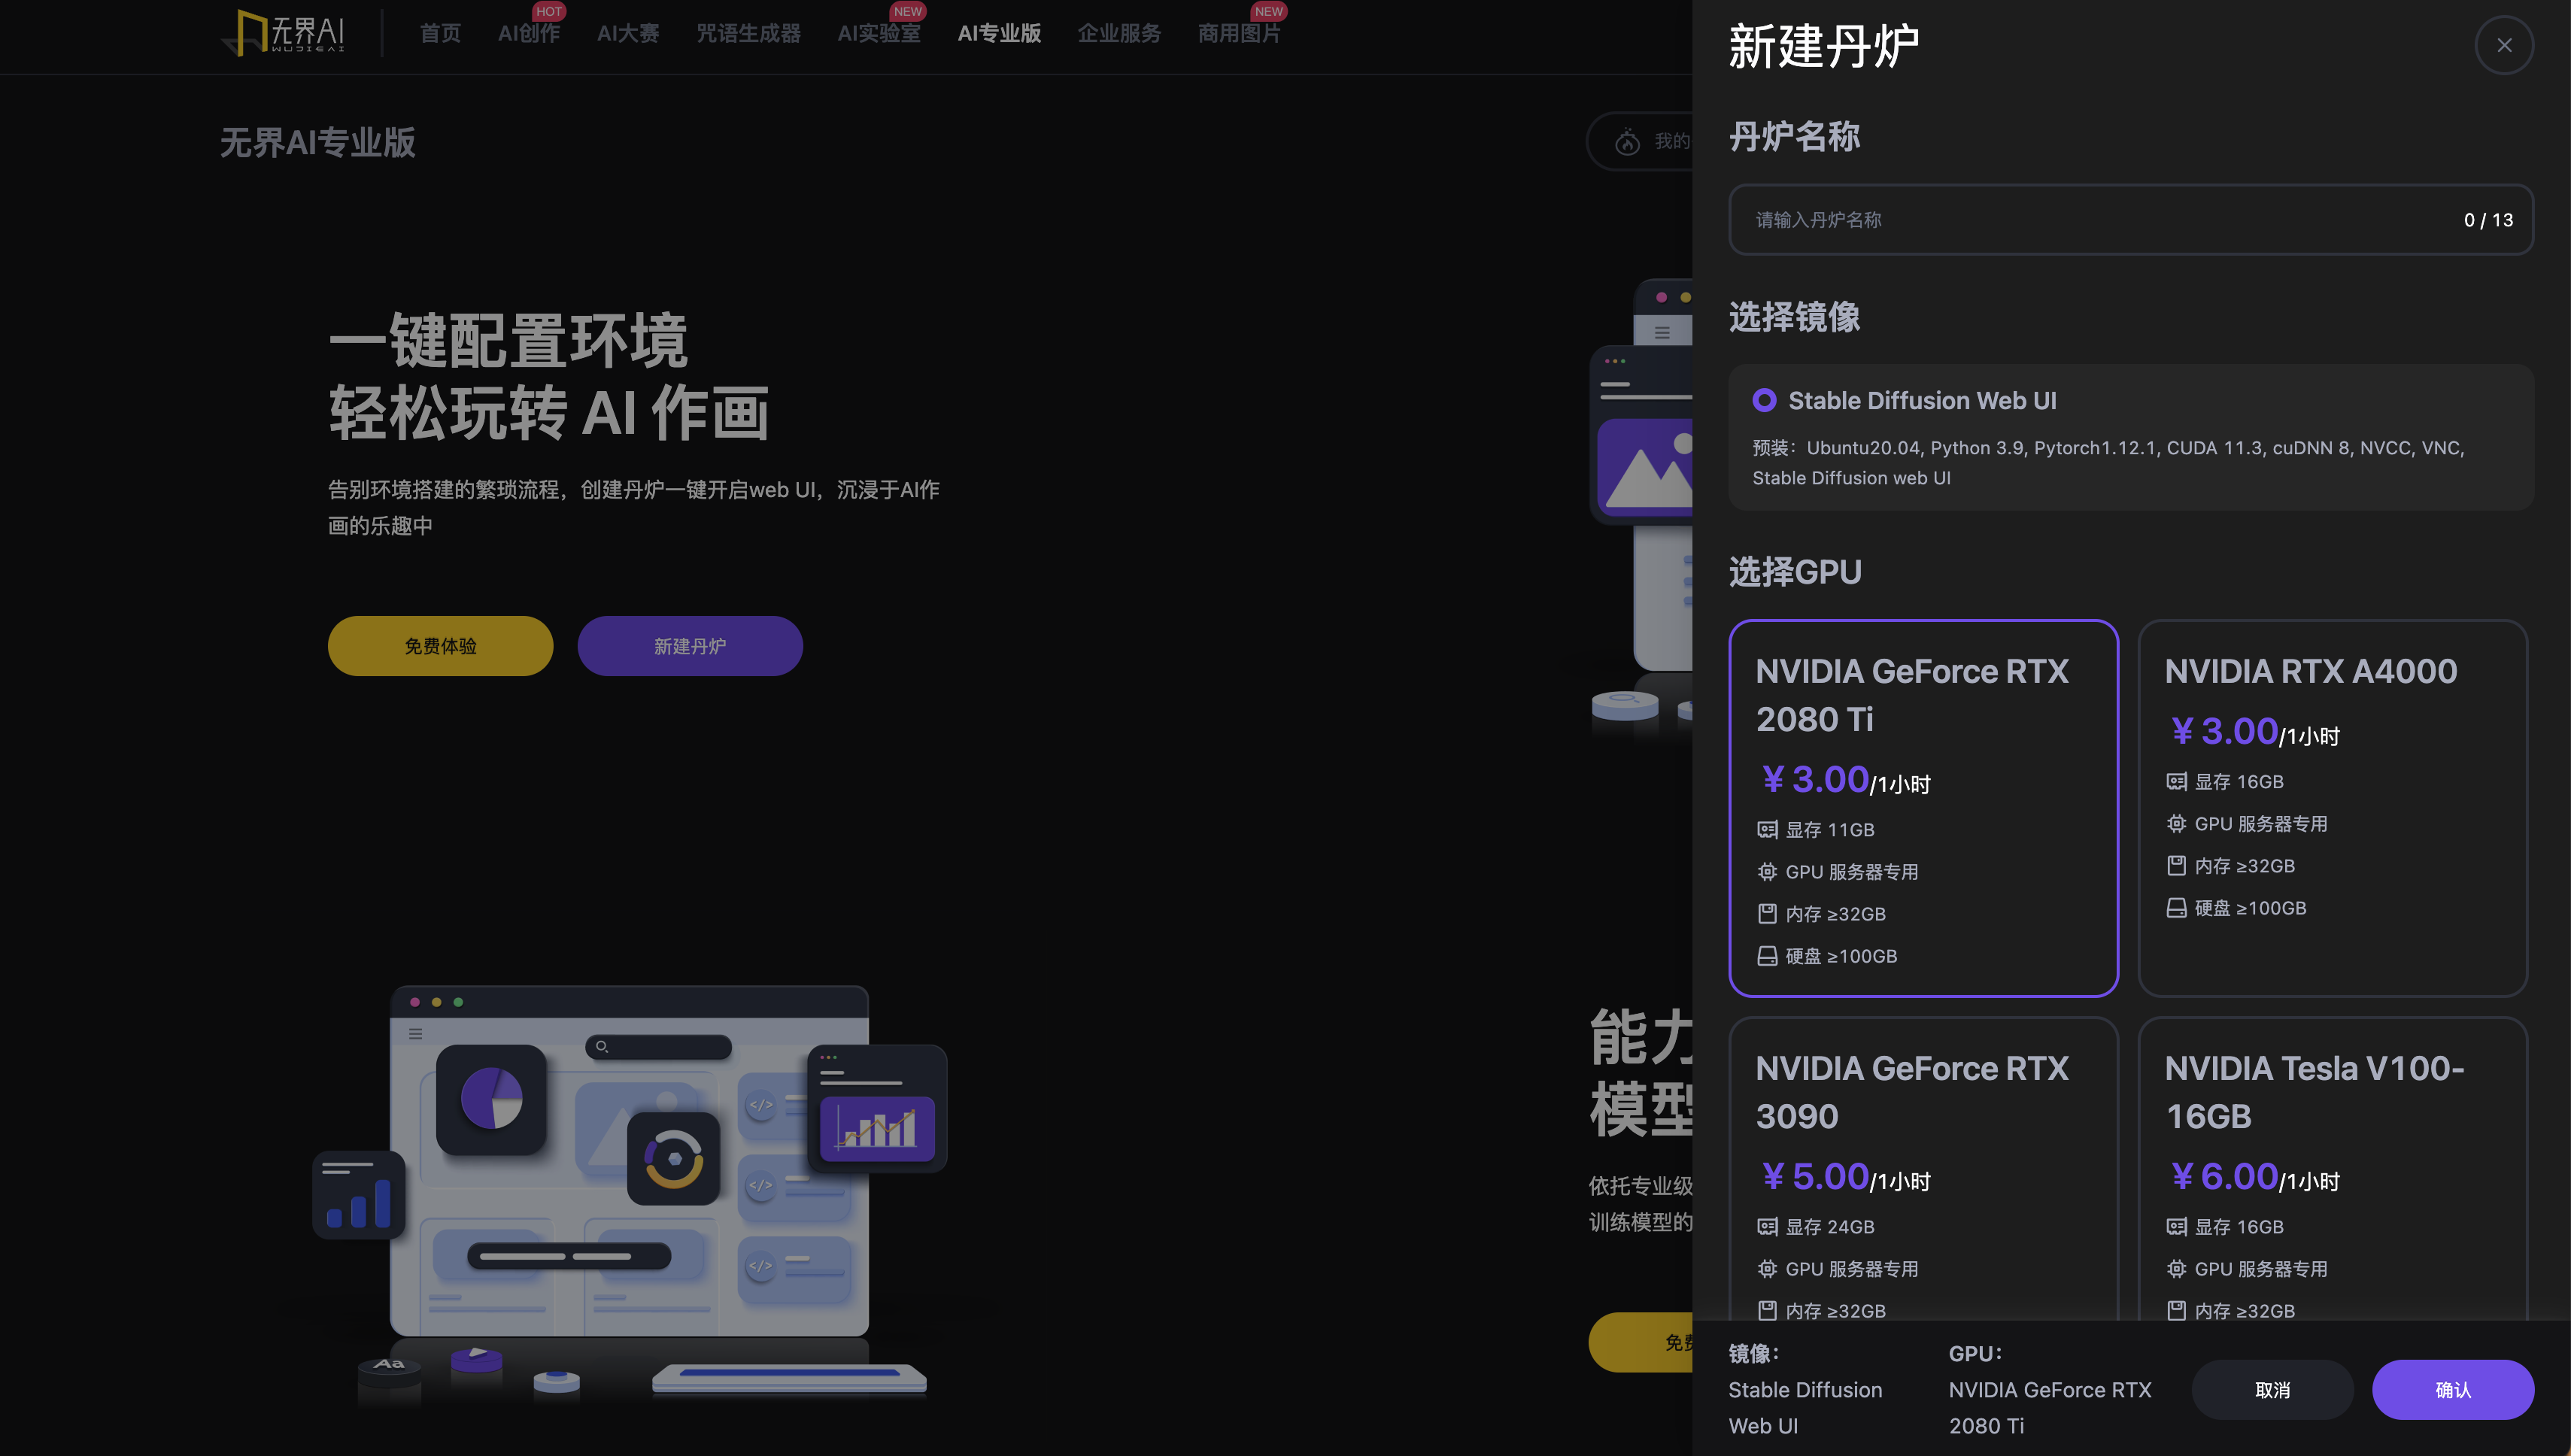 无界AI
WUJIEAI
首页
AI创作
HOT
AI大赛
咒语生成器
AI实验室
NEW
AI专业版
企业服务
商用图片
NEW
无界AI专业版
我的
一键配置环境
轻松玩转 AI 作画
告别环境搭建的繁琐流程，创建丹炉一键开启web UI，沉浸于AI作
画的乐趣中
免费体验
新建丹炉
Aa
能力
模型
依托专业级
训练模型的
免费
新建丹炉
丹炉名称
请输入丹炉名称
0 / 13
选择镜像
Stable Diffusion Web UI
预装：Ubuntu20.04, Python 3.9, Pytorch1.12.1, CUDA 11.3, cuDNN 8, NVCC, VNC,
Stable Diffusion web UI
选择GPU
NVIDIA GeForce RTX
2080 Ti
¥ 3.00/1小时
显存 11GB
GPU 服务器专用
内存 ≥32GB
硬盘 ≥100GB
NVIDIA RTX A4000
¥ 3.00/1小时
显存 16GB
GPU 服务器专用
内存 ≥32GB
硬盘 ≥100GB
NVIDIA GeForce RTX
3090
¥ 5.00/1小时
显存 24GB
GPU 服务器专用
内存 ≥32GB
NVIDIA Tesla V100-
16GB
¥ 6.00/1小时
显存 16GB
GPU 服务器专用
内存 ≥32GB
镜像：
Stable Diffusion
Web UI
GPU：
NVIDIA GeForce RTX
2080 Ti
取消
确认